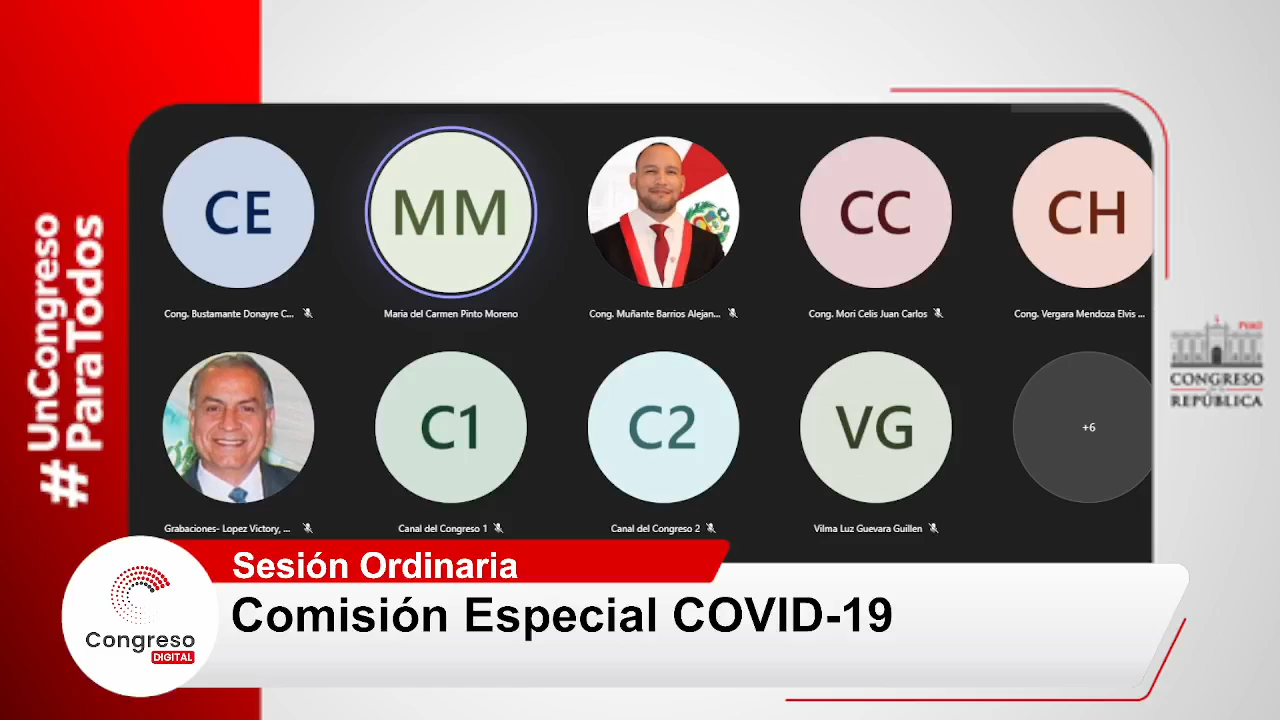 #UnCongreso
ParaTodos
CE
MM
CC
CH
Cong. Bustamante Donayre C...
Maria del Carmen Pinto Moreno
Cong. Muñante Barrios Alejan...
Cong. Mori Celis Juan Carlos
Cong. Vergara Mendoza Elvis ...
C1
C2
VG
+6
Grabaciones- Lopez Victory, ...
Canal del Congreso 1
Canal del Congreso 2
Vilma Luz Guevara Guillen
PERÚ
CONGRESO
REPÚBLICA
Sesión Ordinaria
Comisión Especial COVID-19
Congreso
DIGITAL